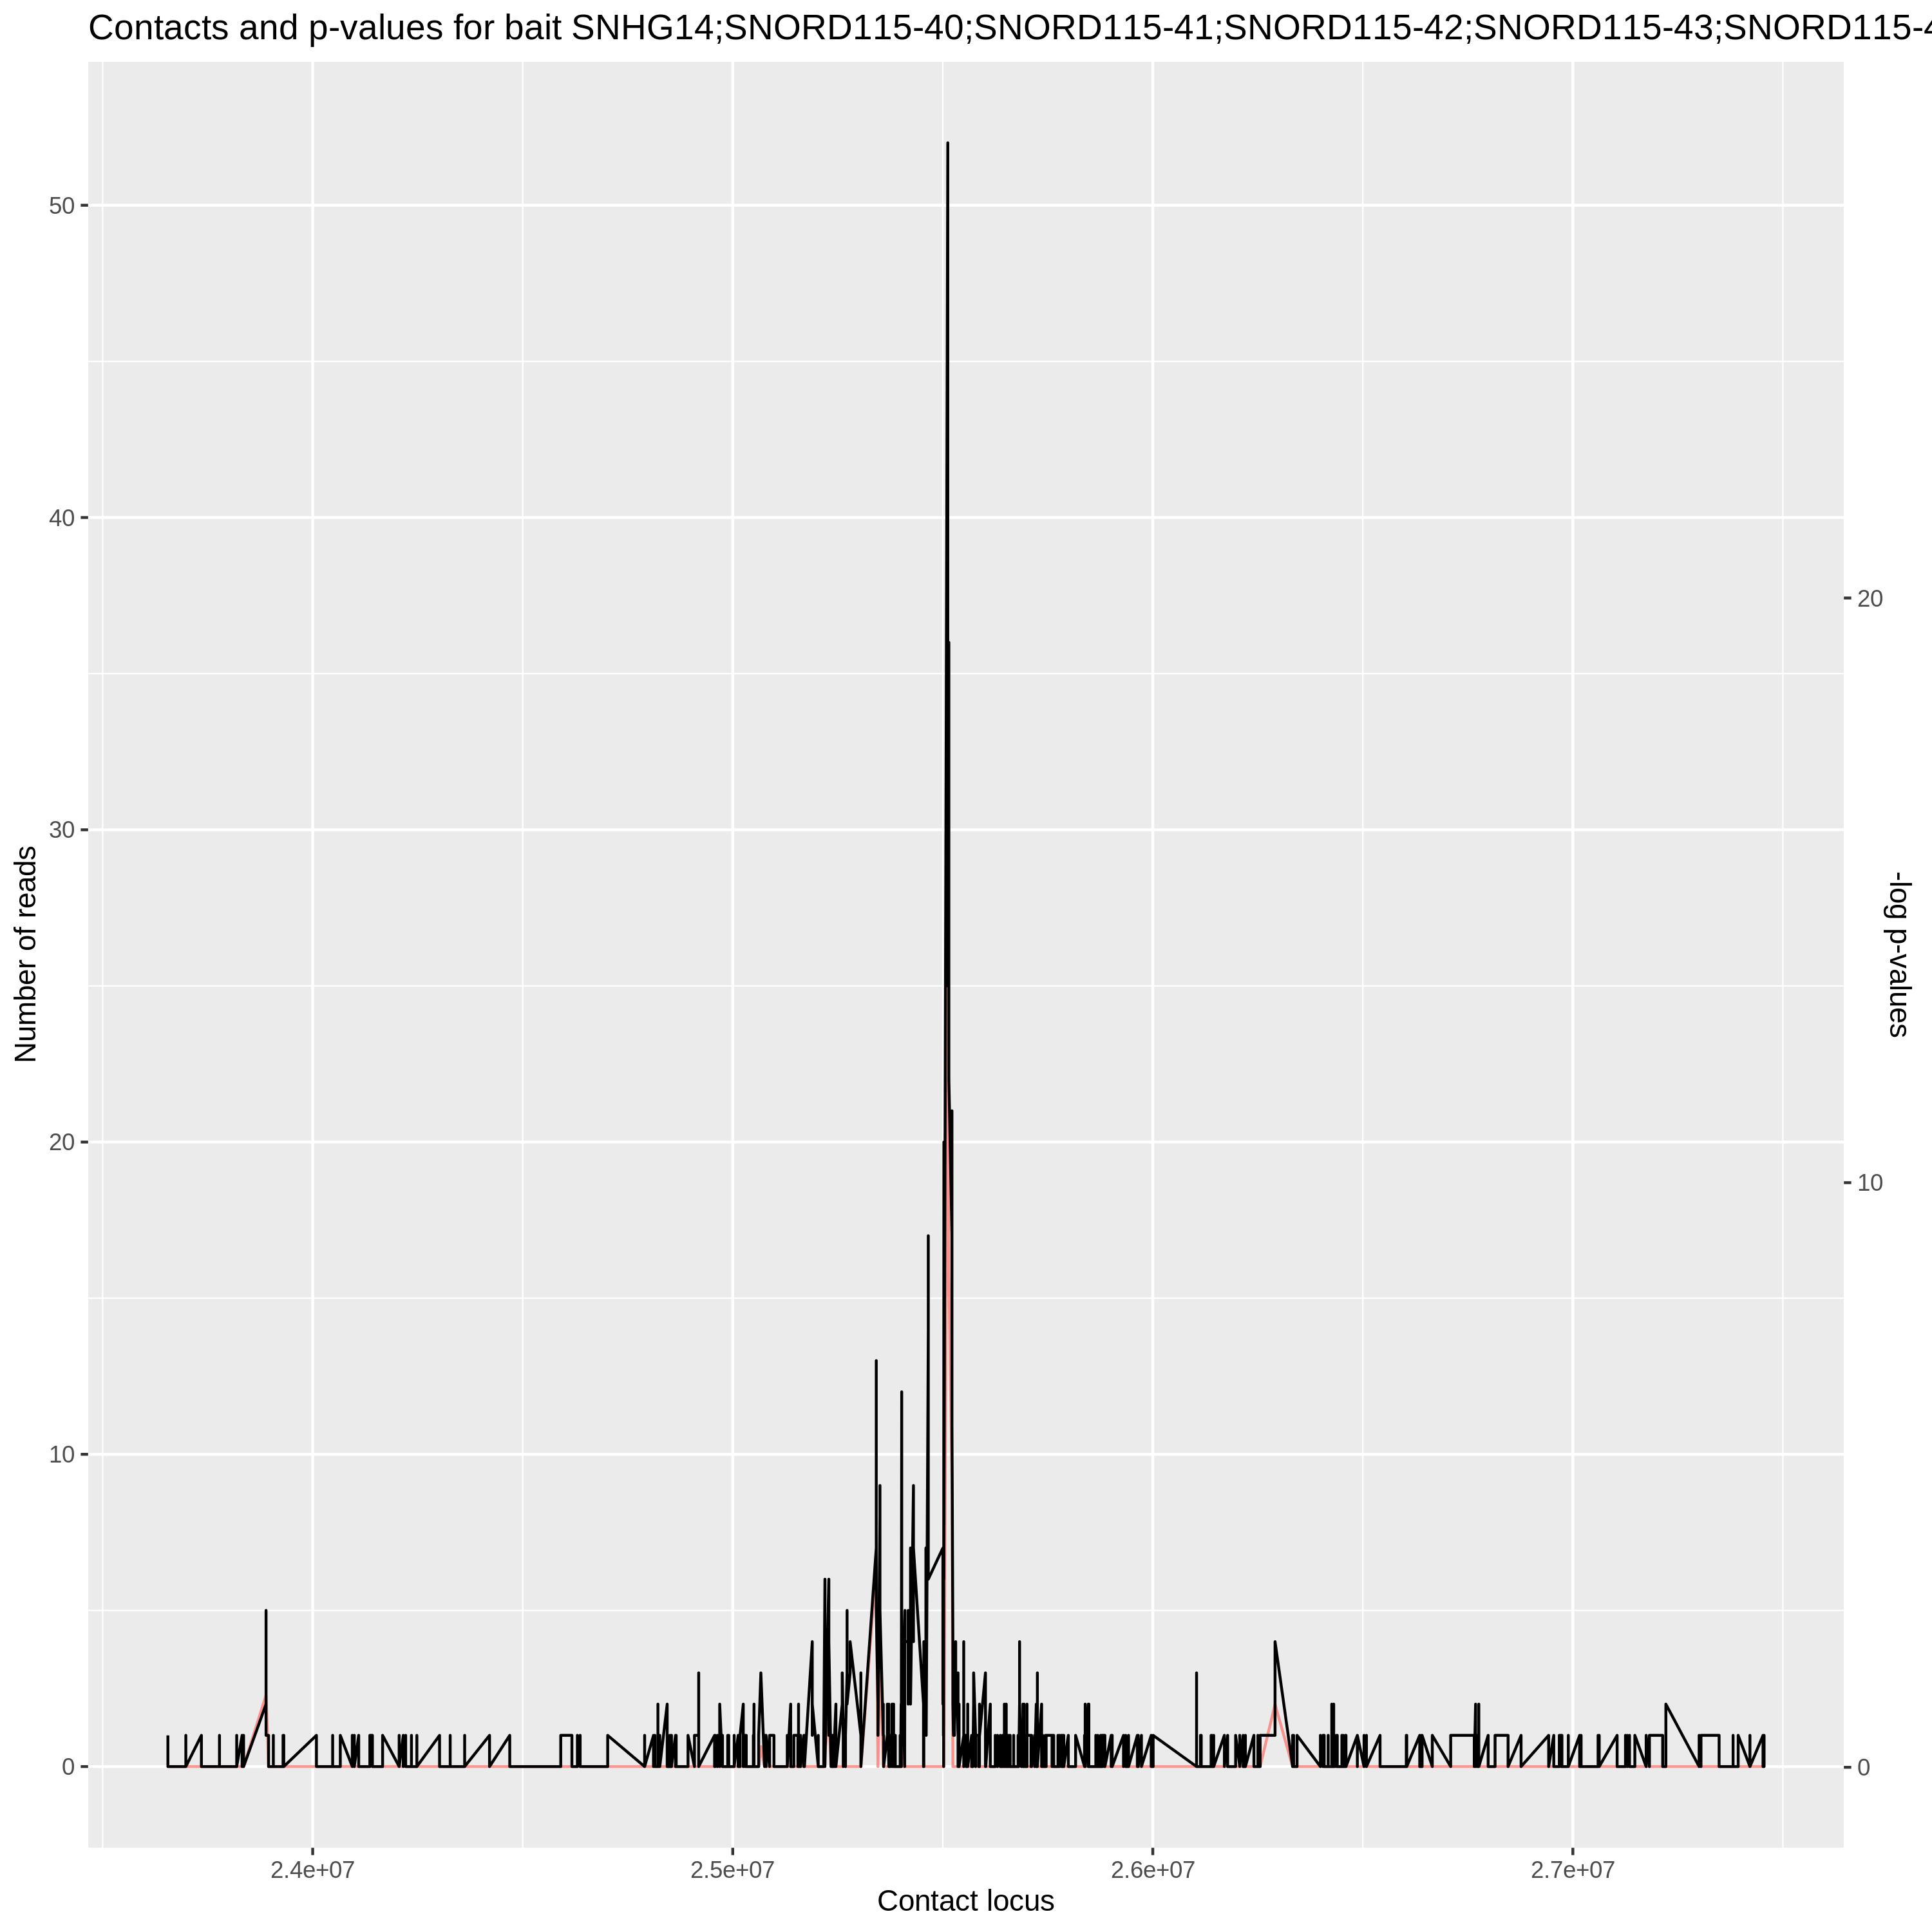 Contacts and p-values for bait SNHG14;SNORD115-40;SNORD115-41;SNORD115-42;SNORD115-43;SNORD115-4
50
40
30
20
10
0
Number of reads
20
10
0
-log p-values
2.4e+07 2.5e+07 2.6e+07 2.7e+07
Contact locus